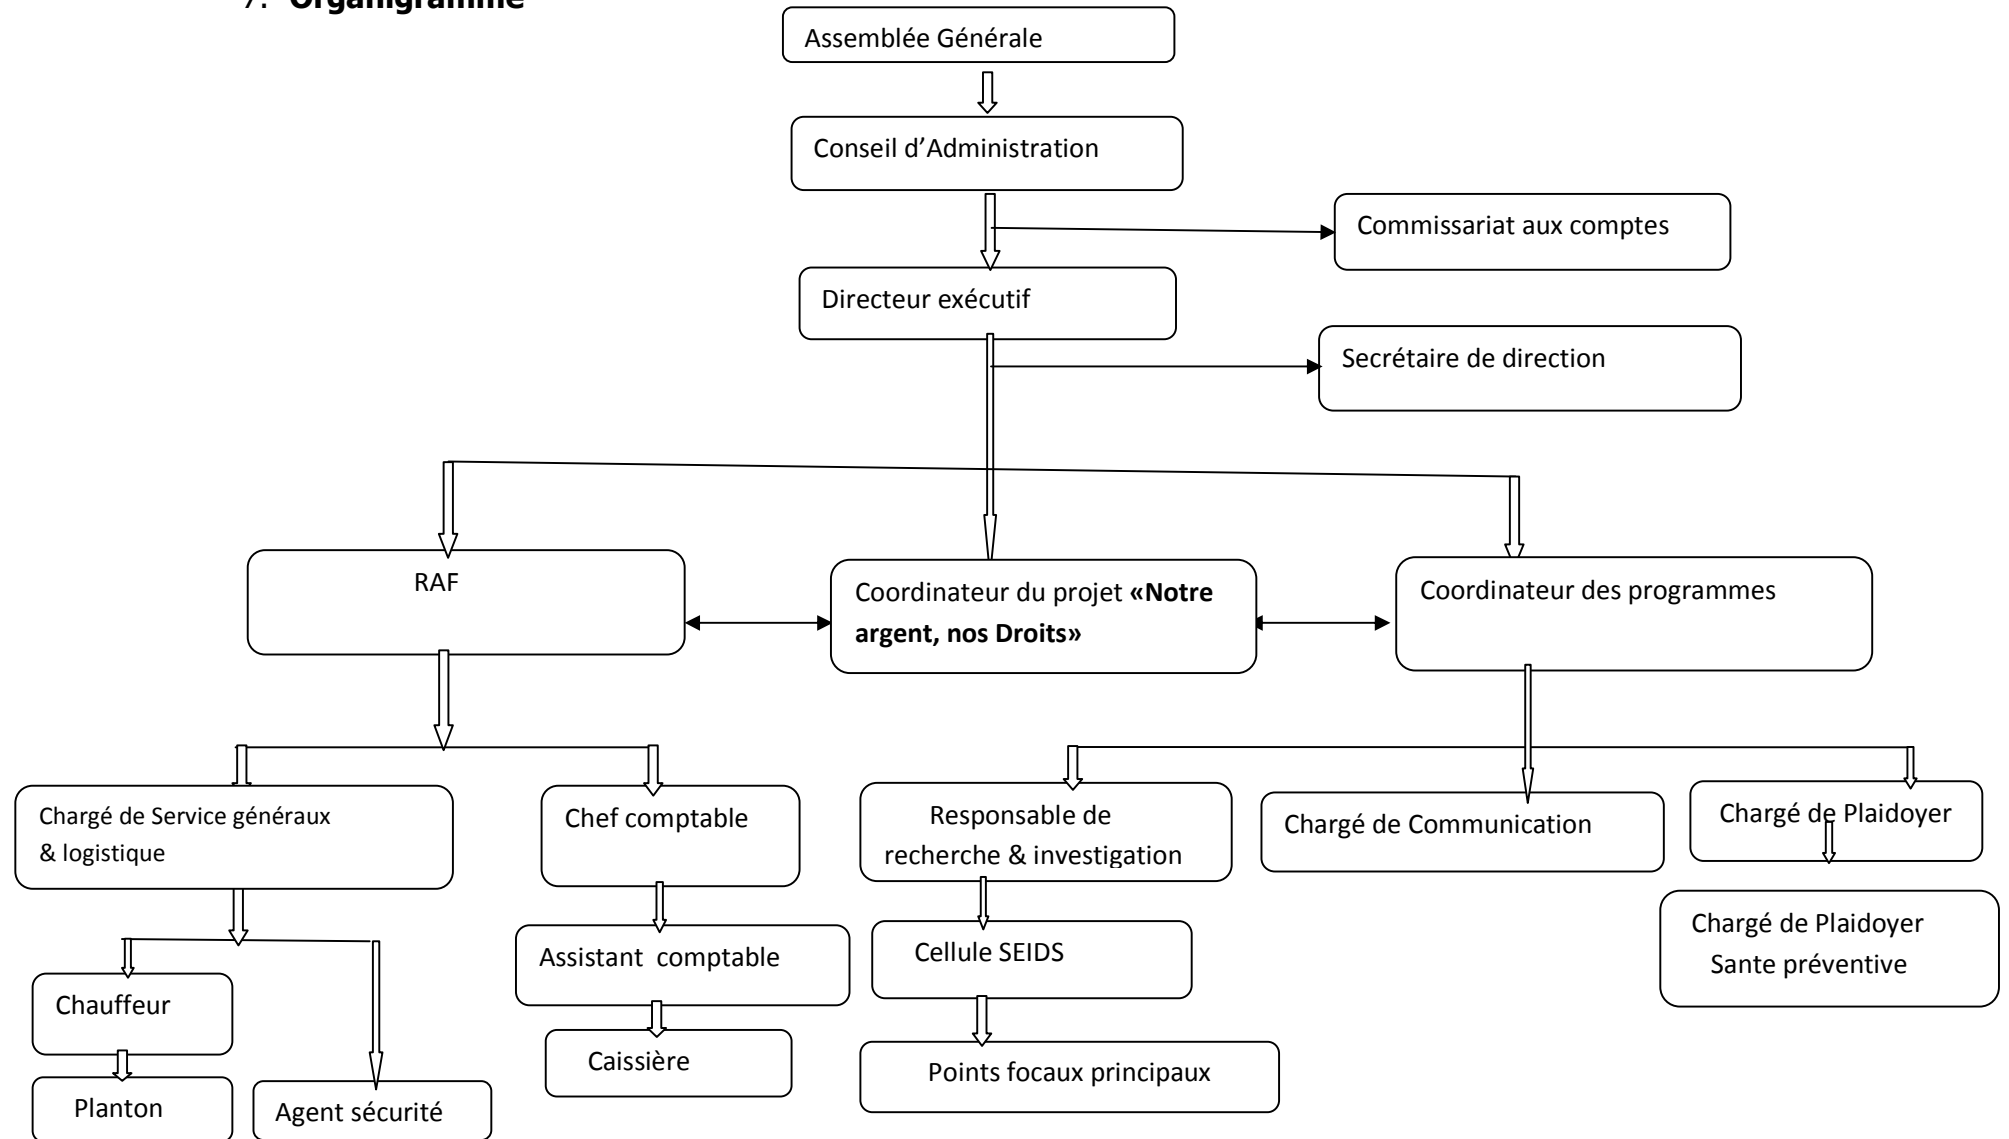 7. Organigramme
Assemblée Générale
Conseil d’Administration
Commissariat aux comptes
Directeur exécutif
Secrétaire de direction
RAF
Coordinateur du projet «Notre
argent, nos Droits»
Coordinateur des programmes
Chargé de Service généraux
& logistique
Chef comptable
Responsable de
recherche & investigation
Chargé de Communication
Chargé de Plaidoyer
Chargé de Plaidoyer
Sante préventive
Assistant comptable
Cellule SEIDS
Chauffeur
Caissière
Points focaux principaux
Planton
Agent sécurité